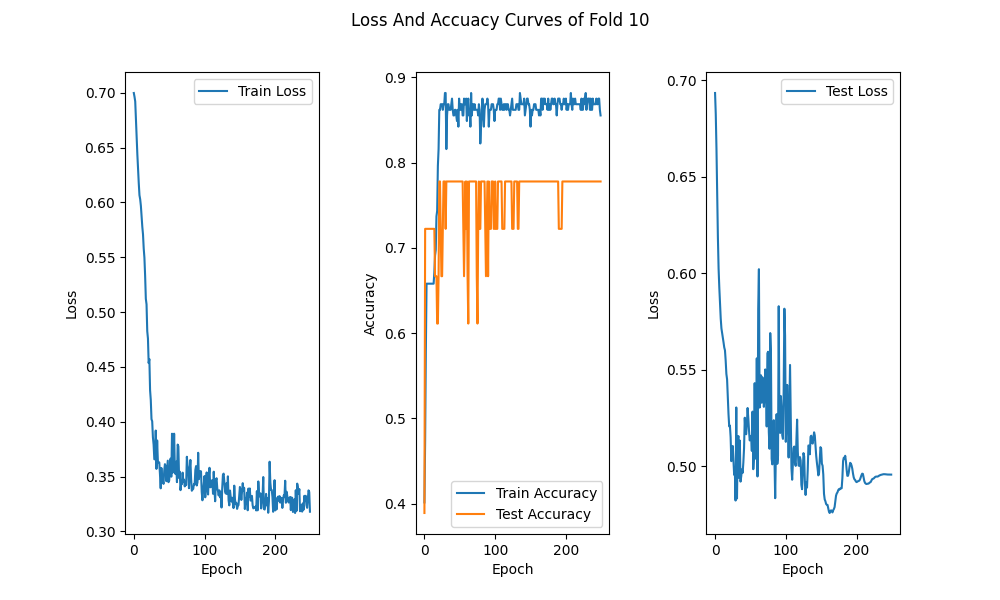 Loss And Accuacy Curves of Fold 10
0.70
0.65
0.60
0.55
0.50
0.45
0.40
0.35
0.30
Loss
0 100 200
Epoch
Train Loss
0.9
0.8
0.7
0.6
0.5
0.4
Accuracy
0 100 200
Epoch
Train Accuracy
Test Accuracy
0.70
0.65
0.60
0.55
0.50
Loss
0 100 200
Epoch
Test Loss